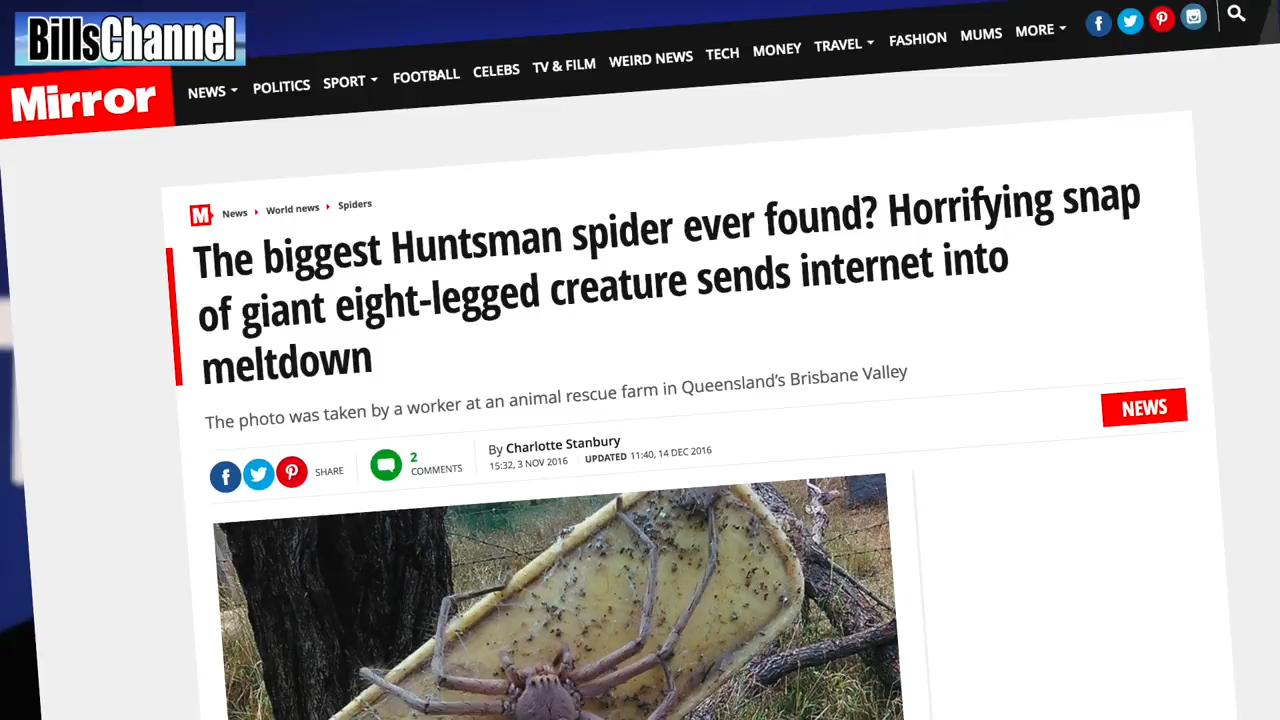 BillsChannel
Mirror
NEWS POLITICS SPORT FOOTBALL CELEBS TV & FILM WEIRD NEWS TECH MONEY TRAVEL FASHION MUMS MORE
M News World news Spiders
The biggest Huntsman spider ever found? Horrifying snap
of giant eight-legged creature sends internet into
meltdown
The photo was taken by a worker at an animal rescue farm in Queensland's Brisbane Valley
NEWS
SHARE
2
COMMENTS
By Charlotte Stanbury
15:32, 3 NOV 2016 UPDATED 11:40, 14 DEC 2016